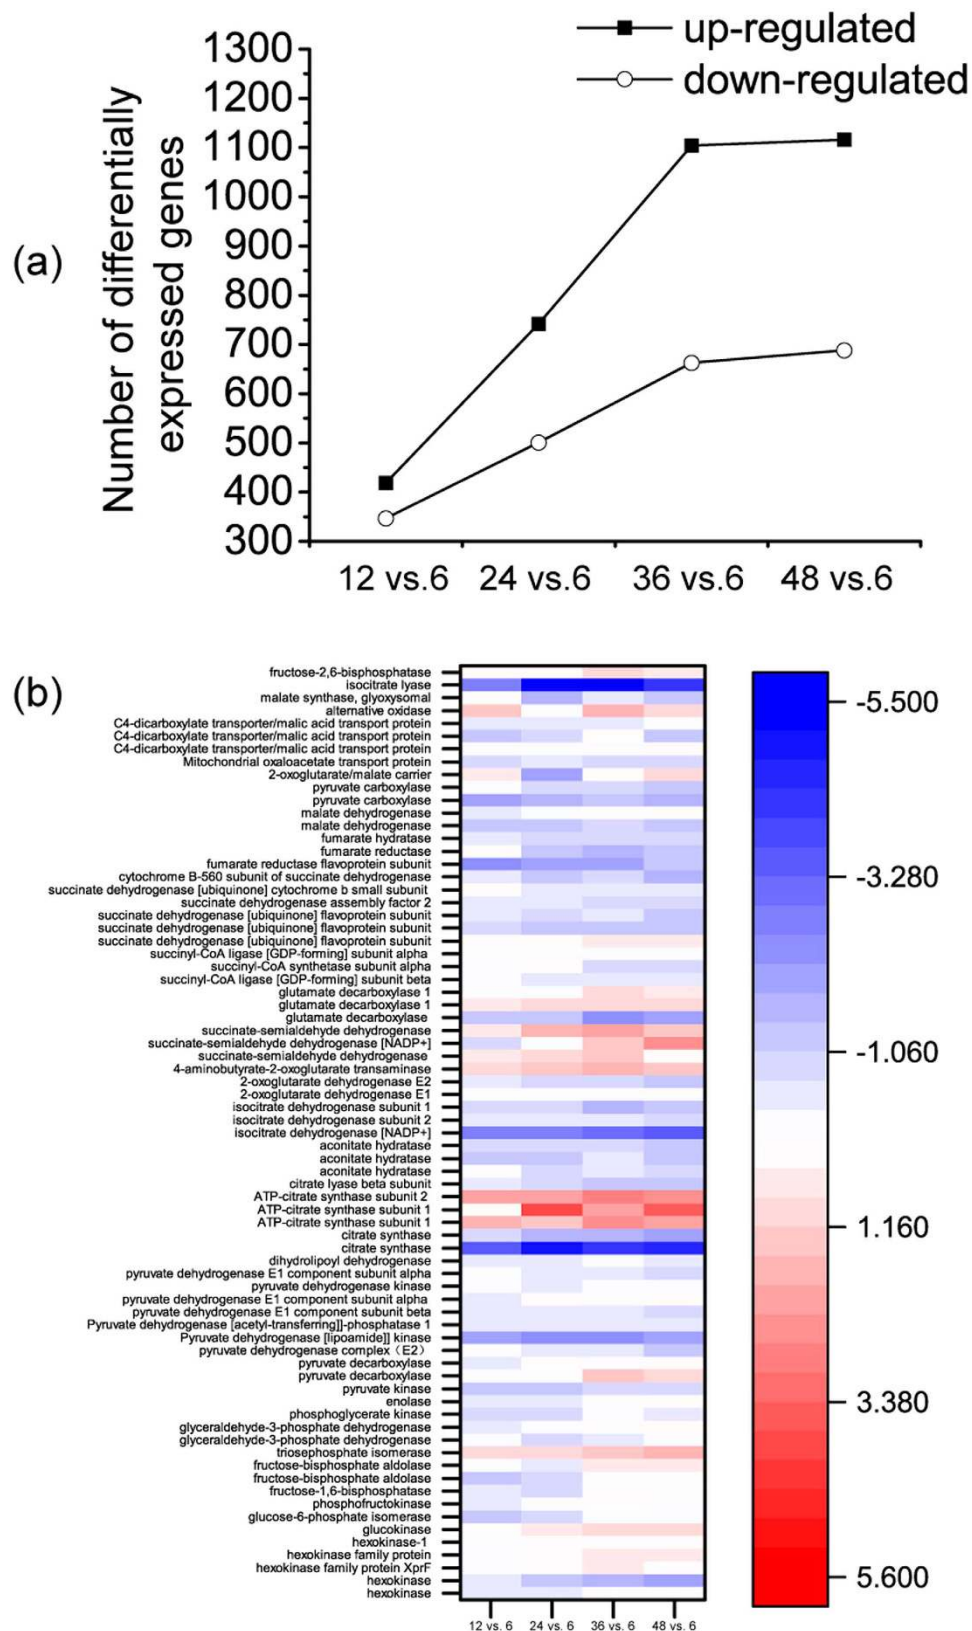 up-regulated
down-regulated
1300
1200
1100
1000
900
800
700
600
500
400
300
Number of differentially
expressed genes
(a)
12 vs.6 24 vs.6 36 vs.6 48 vs.6
(b)
fructose-2,6-bisphosphatase
isocitrate lyase
malate synthase, glyoxysomal
alternative oxidase
C4-dicarboxylate transporter/malic acid transport protein
C4-dicarboxylate transporter/malic acid transport protein
C4-dicarboxylate transporter/malic acid transport protein
Mitochondrial oxaloacetate transport protein
2-oxoglutarate/malate carrier
pyruvate carboxylase
pyruvate carboxylase
malate dehydrogenase
malate dehydrogenase
fumarate hydratase
fumarate reductase
fumarate reductase flavoprotein subunit
cytochrome B-560 subunit of succinate dehydrogenase
succinate dehydrogenase [ubiquinone] cytochrome b small subunit
succinate dehydrogenase assembly factor 2
succinate dehydrogenase [ubiquinone] flavoprotein subunit
succinate dehydrogenase [ubiquinone] flavoprotein subunit
succinate dehydrogenase [ubiquinone] flavoprotein subunit
succinyl-CoA ligase [GDP-forming] subunit alpha
succinyl-CoA synthetase subunit alpha
succinyl-CoA ligase [GDP-forming] subunit beta
glutamate decarboxylase 1
glutamate decarboxylase 1
glutamate decarboxylase
succinate-semialdehyde dehydrogenase
succinate-semialdehyde dehydrogenase [NADP+]
succinate-semialdehyde dehydrogenase
4-aminobutyrate-2-oxoglutarate transaminase
2-oxoglutarate dehydrogenase E2
2-oxoglutarate dehydrogenase E1
isocitrate dehydrogenase subunit 1
isocitrate dehydrogenase subunit 2
isocitrate dehydrogenase [NADP+]
aconitate hydratase
aconitate hydratase
aconitate hydratase
citrate lyase beta subunit
ATP-citrate synthase subunit 2
ATP-citrate synthase subunit 1
ATP-citrate synthase subunit 1
citrate synthase
citrate synthase
dihydrolipoyl dehydrogenase
pyruvate dehydrogenase E1 component subunit alpha
pyruvate dehydrogenase kinase
pyruvate dehydrogenase E1 component subunit alpha
pyruvate dehydrogenase E1 component subunit beta
Pyruvate dehydrogenase [acetyl-transferring]]-phosphatase 1
Pyruvate dehydrogenase [lipoamide]] kinase
pyruvate dehydrogenase complex（E2）
pyruvate decarboxylase
pyruvate decarboxylase
pyruvate kinase
enolase
phosphoglycerate kinase
glyceraldehyde-3-phosphate dehydrogenase
glyceraldehyde-3-phosphate dehydrogenase
triosephosphate isomerase
fructose-bisphosphate aldolase
fructose-bisphosphate aldolase
fructose-1,6-bisphosphatase
phosphofructokinase
glucose-6-phosphate isomerase
glucokinase
hexokinase-1
hexokinase family protein
hexokinase family protein XprF
hexokinase
hexokinase
12 vs. 6 24 vs. 6 36 vs. 6 48 vs. 6
-5.500
-3.280
-1.060
1.160
3.380
5.600